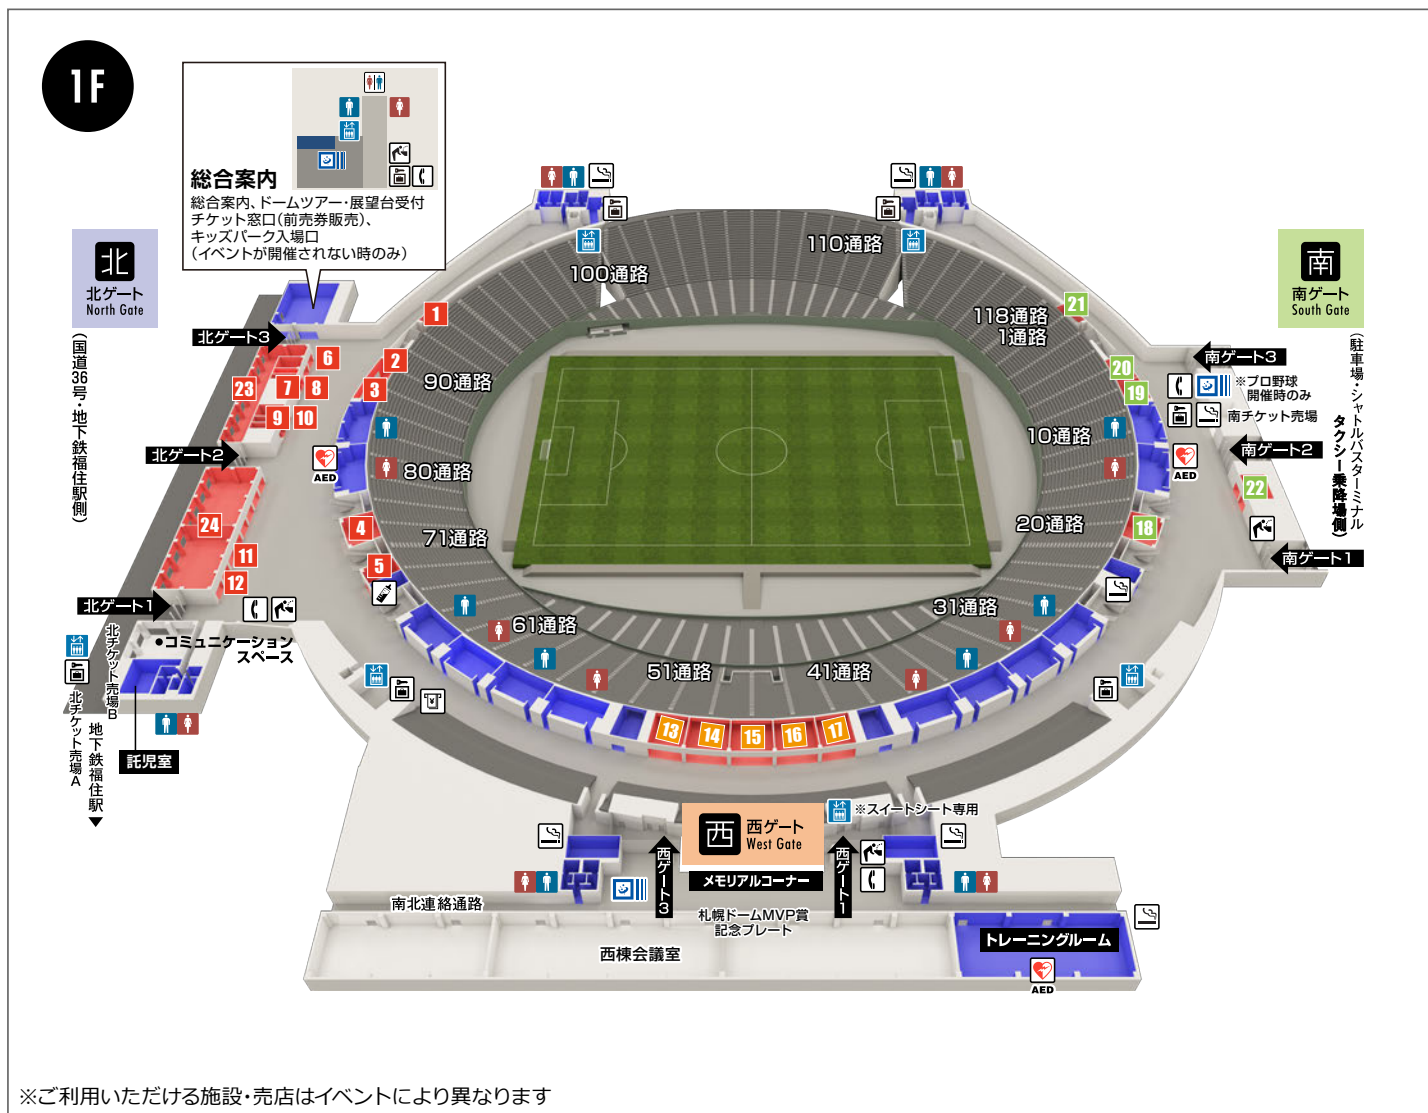 1F
総合案内
総合案内、ドームツアー・展望台受付
チケット窓口(前売券販売)、
キッズパーク入場口
(イベントが開催されない時のみ)
北
北ゲート
North Gate
(国道36号・地下鉄福住駅側)
北ゲート3
北ゲート2
北ゲート1
南
南ゲート
South Gate
(駐車場・シャトルバスターミナル
タクシー乗降場側)
南ゲート3
※プロ野球
開催時のみ
南チケット売場
南ゲート2
南ゲート1
100通路
110通路
118通路
1通路
90通路
10通路
80通路
20通路
71通路
31通路
61通路
51通路
41通路
1
2
3
4
5
6
7
8
9
10
11
12
13
14
15
16
17
18
19
20
21
22
23
24
AED
AED
●コミュニケーション
スペース
北チケット売場B
北チケット売場A
地下鉄福住駅▼
託児室
※スイートシート専用
西
西ゲート
West Gate
西ゲート3
西ゲート1
メモリアルコーナー
札幌ドームMVP賞
記念プレート
南北連絡通路
西棟会議室
トレーニングルーム
AED
※ご利用いただける施設・売店はイベントにより異なります